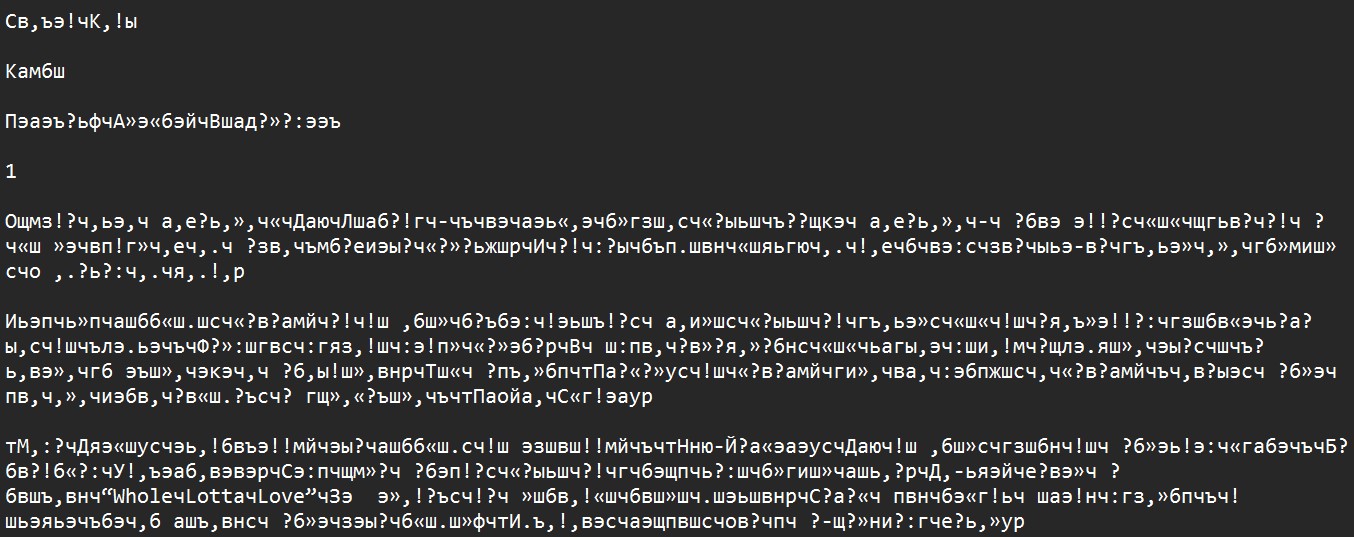 Св,ъэ!чК,!ы
Камбш
Пэаэъ?ьфчА»э«бэйчВшад?»?:ээъ
1
Ощмз!?ч,ьэ,ч а,е?ь,»,ч«чДаючЛшаб?!гч-чъчвэчаэь«,эчб»гзш,сч«?ыьшчъ??щкэч а,е?ь,»,ч-ч ?бвэ э!!?сч«ш«чщгьв?ч?!ч ?
ч«ш »эчвп!г»ч,еч,.ч ?зв,чъмб?еиэы?ч«?»?ьжшрчИч?!ч:?ычбъп.швнч«шяьгюч,.ч!,ечбчвэ:счзв?чыьэ-в?чгъ,ьэ»ч,»,чгб»миш»
счо ,.?ь?:ч,.чя,.!,р
Иьэпчь»пчашбб«ш.шсч«?в?амйч?!ч!ш ,бш»чб?ъбэ:ч!эьшъ!?сч а,и»шсч«?ыьшч?!чгъ,ьэ»сч«ш«ч!шч?я,ъ»э!!?:чгзшбв«эчь?а?
ы,сч!шчълэ.ьэчъчФ?»:шгвсч:гяз,!шч:э!п»ч«?»эб?рчВч ш:пв,ч?в»?я,»?бнсч«ш«чьагы,эч:ши,!мч?щлэ.яш»,чэы?счшчъ?
ь,вэ»,чгб эъш»,чэкэч,ч ?б,ы!ш»,внрчТш«ч ?пъ,»бпчтПа?«?»усч!шч«?в?амйчги»,чва,ч:эбпжшсч,ч«?в?амйчъч,в?ыэсч ?б»эч
пв,ч,»,чиэбв,ч?в«ш.?ъсч? гщ»,«?ъш»,чъчтПаойа,чС«г!эаур
тМ,:?чДяэ«шусчэь,!бвъэ!!мйчэы?чашбб«ш.сч!ш эзшвш!!мйчъчтНню-Й?а«эаэусчДаюч!ш ,бш»счгзшбнч!шч ?б»эь!э:ч«габэчъчБ?
бв?!б«?:чУ!,ъэаб,вэвэрчСэ:пчщм»?ч ?бэп!?сч«?ыьшч?!чгчбэщпчь?:шчб»гиш»чашь,?рчД,-ьяэйче?вэ»ч ?
бвшъ,внч“WholeчLottaчLove”чЗэ  э»,!?ъсч!?ч »шбв,!«шчбвш»шч.шэьшвнрчС?а?«ч пвнчбэ«г!ьч шаэ!нч:гз,»бпчъч!
шьэяьэчъбэч,б ашъ,внсч ?б»эчзэы?чб«ш.ш»фчтИ.ъ,!,вэсчаэщпвшсчов?чпч ?-щ?»ни?:гче?ь,»ур